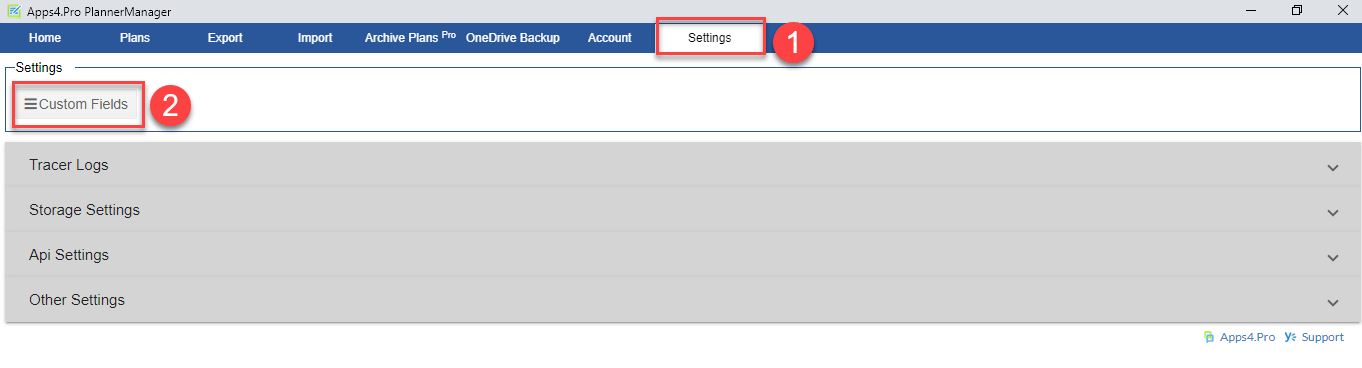 Apps4.Pro PlannerManager
Home Plans Export Import Archive Plans Pro OneDrive Backup Account Settings 1
Settings
Custom Fields 2
Tracer Logs
Storage Settings
Api Settings
Other Settings
Apps4.Pro Support